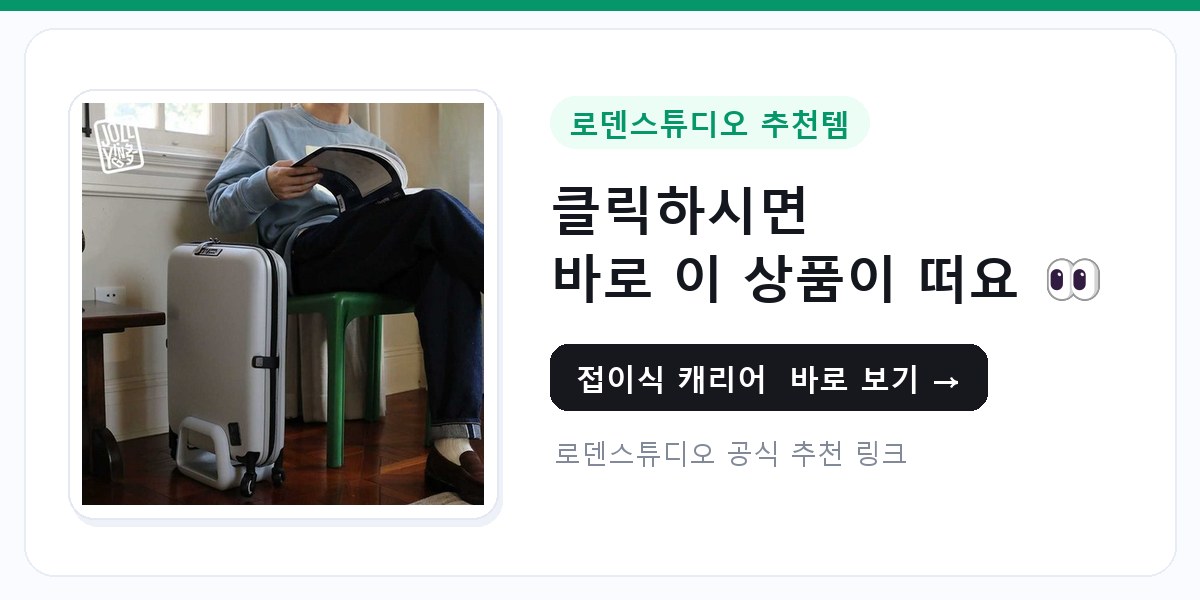 JULL
Ying
로덴스튜디오 추천템
클릭하시면
바로 이 상품이 떠요 👀
접이식 캐리어 바로 보기 →
로덴스튜디오 공식 추천 링크